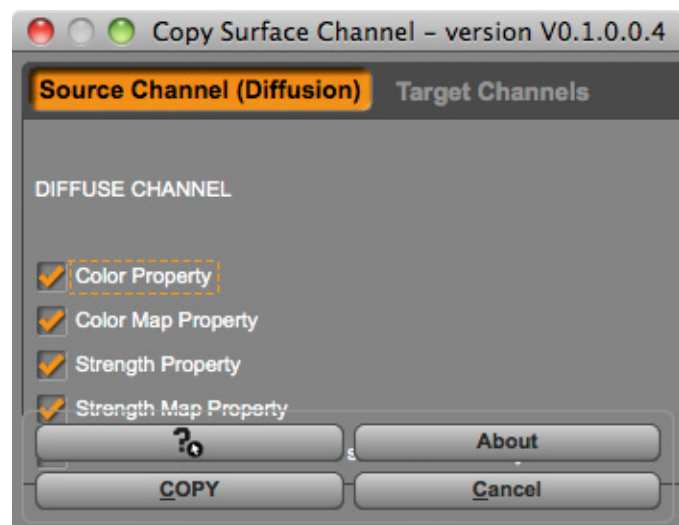 Copy Surface Channel – version V0.1.0.0.4
Source Channel (Diffusion) Target Channels
DIFFUSE CHANNEL
Color Property
Color Map Property
Strength Property
Strength Map Property
? About
COPY Cancel